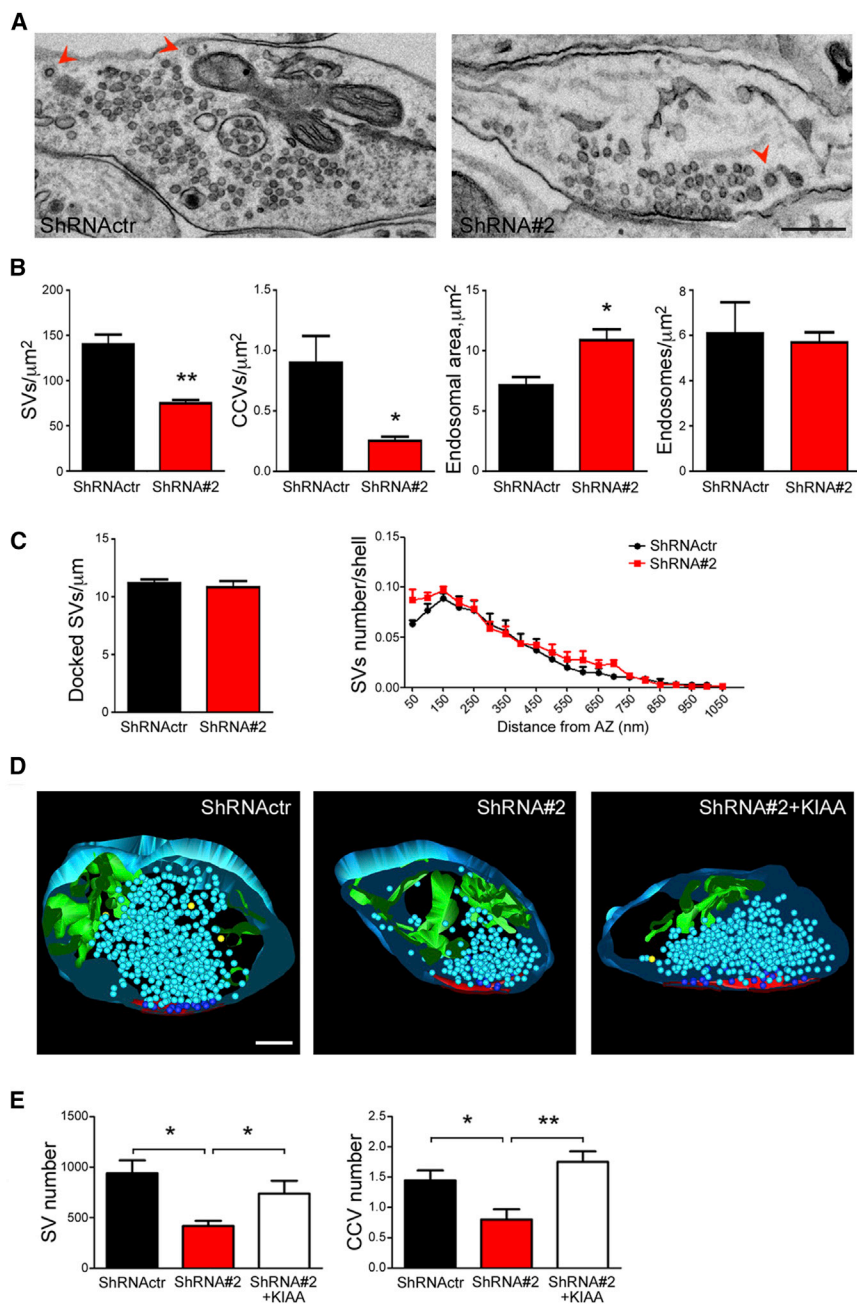 A
ShRNActr
ShRNA#2
B
SVs/μm2
200
150
100
50
0
ShRNActr
ShRNA#2
**
CCVs/μm2
1.5
1.0
0.5
0.0
ShRNActr
ShRNA#2
*
Endosomal area,μm2
15
10
5
0
ShRNActr
ShRNA#2
*
Endosomes/μm2
8
6
4
2
0
ShRNActr
ShRNA#2
C
Docked SVs/μm
15
10
5
0
ShRNActr
ShRNA#2
SVs number/shell
0.15
0.10
0.05
0.00
ShRNActr
ShRNA#2
50
150
250
350
450
550
650
750
850
950
1050
Distance from AZ (nm)
D
ShRNActr
ShRNA#2
ShRNA#2+KIAA
E
SV number
1500
1000
500
0
*
*
ShRNActr
ShRNA#2
ShRNA#2
+KIAA
CCV number
2.5
2.0
1.5
1.0
0.5
0.0
*
**
ShRNActr
ShRNA#2
ShRNA#2
+KIAA